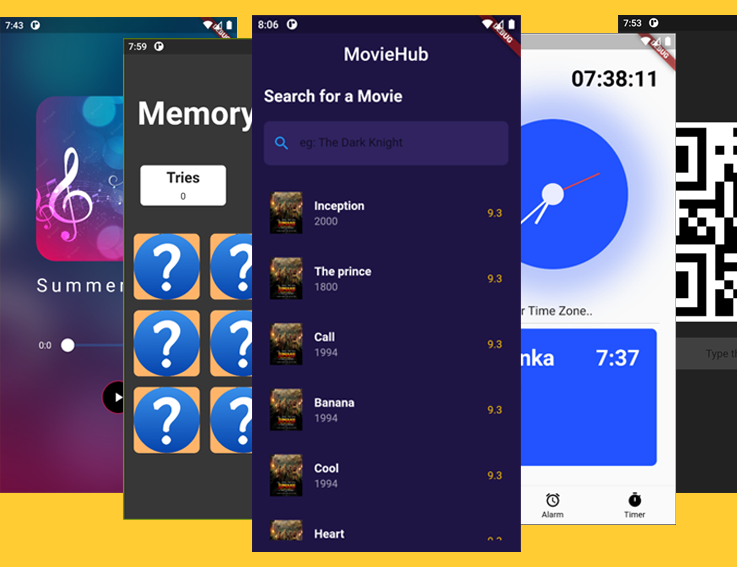 7:43
Summer
0:0
7:59
Memory
Tries
0
8:06
DEBUG
MovieHub
Search for a Movie
eg: The Dark Knight
Inception
2000
9.3
The prince
1800
9.3
Call
1994
9.3
Banana
1994
9.3
Cool
1994
9.3
Heart
9.3
DEBUG
07:38:11
r Time Zone..
nka
7:37
Alarm
Timer
7:53
Type th